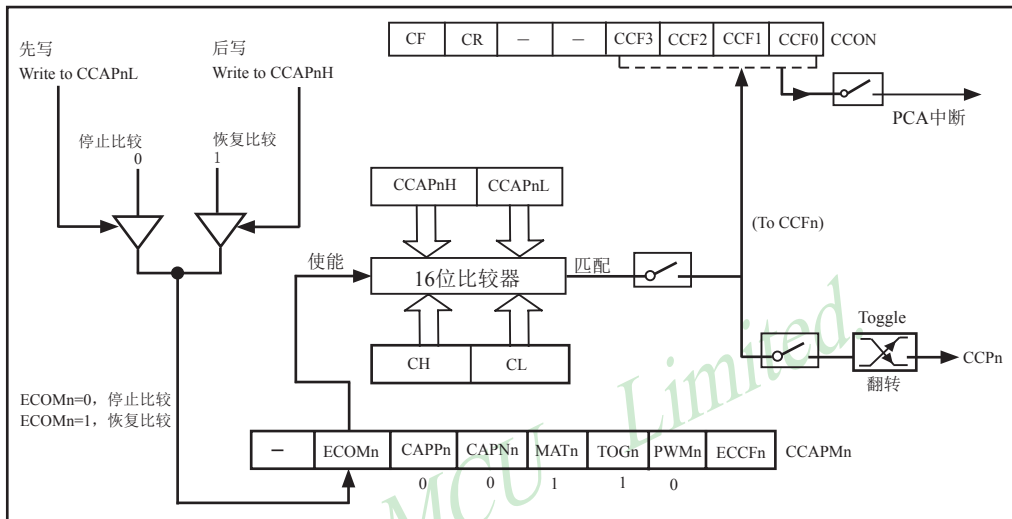 先写
Write to CCAPnL
后写
Write to CCAPnH
CF CR － － CCF3 CCF2 CCF1 CCF0 CCON
PCA中断
停止比较
0
恢复比较
1
CCAPnH CCAPnL
(To CCFn)
使能
16位比较器
匹配
CH CL
Toggle
CCPn
翻转
ECOMn=0，停止比较
ECOMn=1，恢复比较
－ ECOMn CAPPn CAPNn MATn TOGn PWMn ECCFn CCAPMn
0 0 1 1 0
MCU Limited.